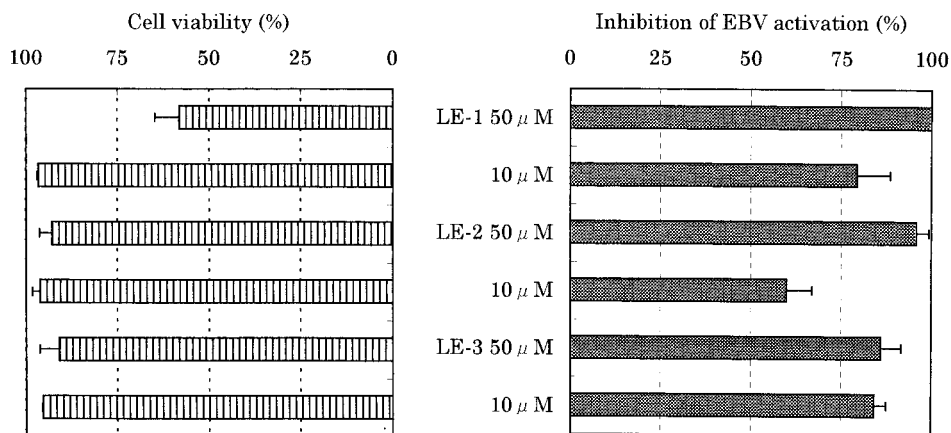 Cell viability (%)
Inhibition of EBV activation (%)
100 75 50 25 0
0 25 50 75 100
LE-1 50 μ M
10 μ M
LE-2 50 μ M
10 μ M
LE-3 50 μ M
10 μ M